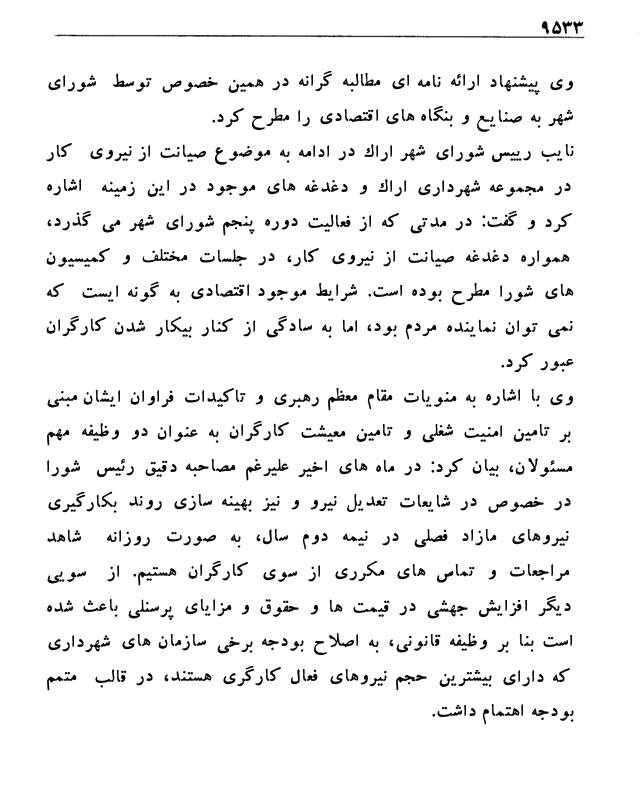 ۹۵۳۳
وی پیشنهاد ارائه نامه ای مطالبه گرانه در همین خصوص توسط شورای
شهر به صنایع و بنگاه های اقتصادی را مطرح کرد.
نایب رییس شورای شهر اراك در ادامه به موضوع صیانت از نیروی کار
در مجموعه شهرداری اراك و دغدغه های موجود در این زمینه اشاره
کرد و گفت: در مدتی که از فعالیت دوره پنجم شورای شهر می گذرد،
همواره دغدغه صیانت از نیروی کار، در جلسات مختلف و کمیسیون
های شورا مطرح بوده است. شرایط موجود اقتصادی به گونه ایست که
نمی توان نماینده مردم بود، اما به سادگی از کنار بیکار شدن کارگران
عبور کرد.
وی با اشاره به منویات مقام معظم رهبری و تاکیدات فراوان ایشان مبنی
بر تامین امنیت شغلی و تامین معیشت کارگران به عنوان دو وظیفه مهم
مسئولان، بیان کرد: در ماه های اخیر علیرغم مصاحبه دقیق رئیس شورا
در خصوص در شایعات تعدیل نیرو و نیز بهینه سازی روند بکارگیری
نیروهای مازاد فصلی در نیمه دوم سال، به صورت روزانه شاهد
مراجعات و تماس های مکرری از سوی کارگران هستیم. از سویی
دیگر افزایش جهشی در قیمت ها و حقوق و مزایای پرسنلی باعث شده
است بنا بر وظیفه قانونی، به اصلاح بودجه برخی سازمان های شهرداری
که دارای بیشترین حجم نیروهای فعال کارگری هستند، در قالب متمم
بودجه اهتمام داشت.